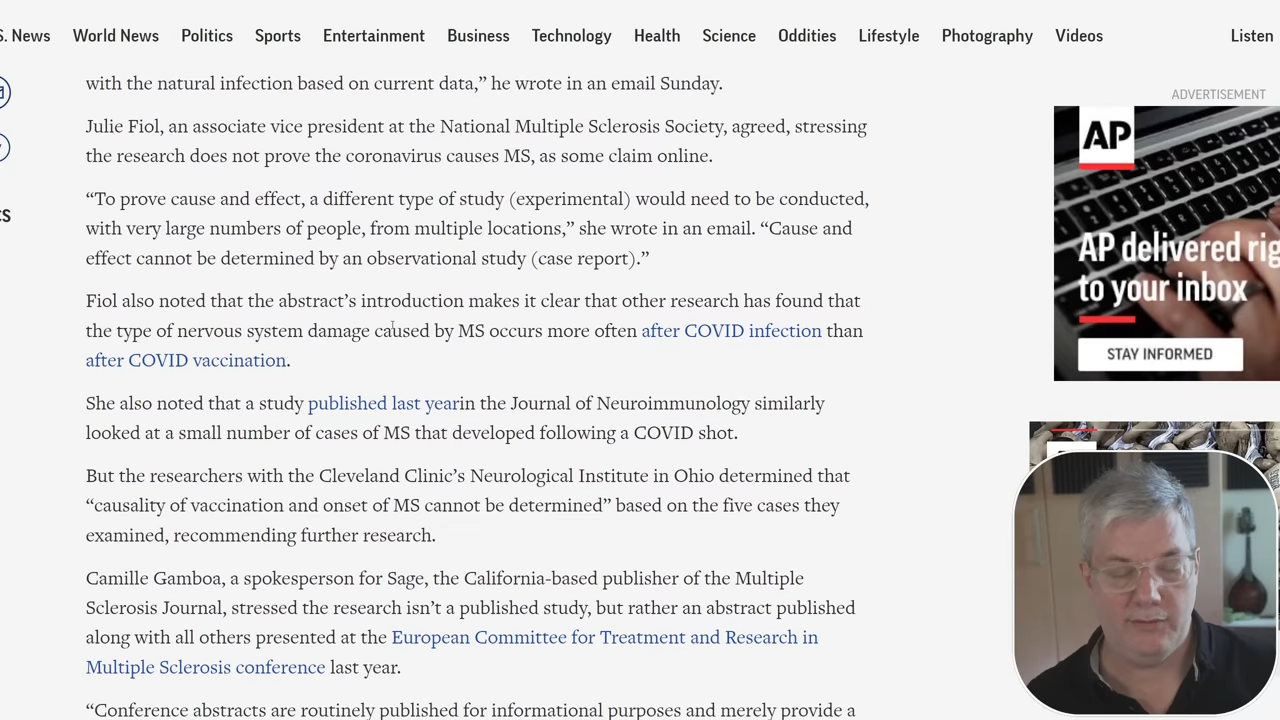 S. News World News Politics Sports Entertainment Business Technology Health Science Oddities Lifestyle Photography Videos Listen
with the natural infection based on current data,” he wrote in an email Sunday.
Julie Fiol, an associate vice president at the National Multiple Sclerosis Society, agreed, stressing
the research does not prove the coronavirus causes MS, as some claim online.
“To prove cause and effect, a different type of study (experimental) would need to be conducted,
with very large numbers of people, from multiple locations,” she wrote in an email. “Cause and
effect cannot be determined by an observational study (case report).”
Fiol also noted that the abstract’s introduction makes it clear that other research has found that
the type of nervous system damage caused by MS occurs more often after COVID infection than
after COVID vaccination.
She also noted that a study published last yearin the Journal of Neuroimmunology similarly
looked at a small number of cases of MS that developed following a COVID shot.
But the researchers with the Cleveland Clinic’s Neurological Institute in Ohio determined that
“causality of vaccination and onset of MS cannot be determined” based on the five cases they
examined, recommending further research.
Camille Gamboa, a spokesperson for Sage, the California-based publisher of the Multiple
Sclerosis Journal, stressed the research isn’t a published study, but rather an abstract published
along with all others presented at the European Committee for Treatment and Research in
Multiple Sclerosis conference last year.
“Conference abstracts are routinely published for informational purposes and merely provide a
ADVERTISEMENT
AP
AP delivered rig
to your inbox
STAY INFORMED